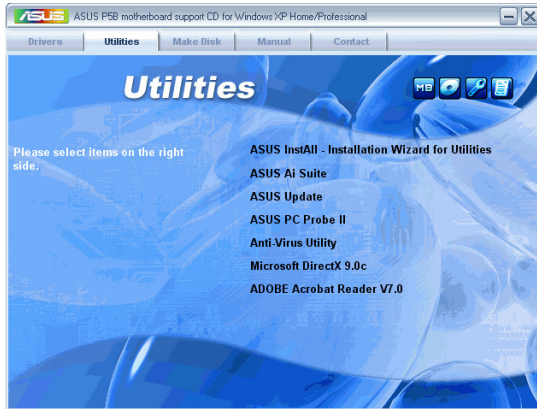 ASUS ASUS P5B motherboard support CD for Windows XP Home/Professional
Drivers Utilities Make Disk Manual Contact
Utilities
MB
Please select items on the right
side.
ASUS InstAll - Installation Wizard for Utilities
ASUS Ai Suite
ASUS Update
ASUS PC Probe II
Anti-Virus Utility
Microsoft DirectX 9.0c
ADOBE Acrobat Reader V7.0